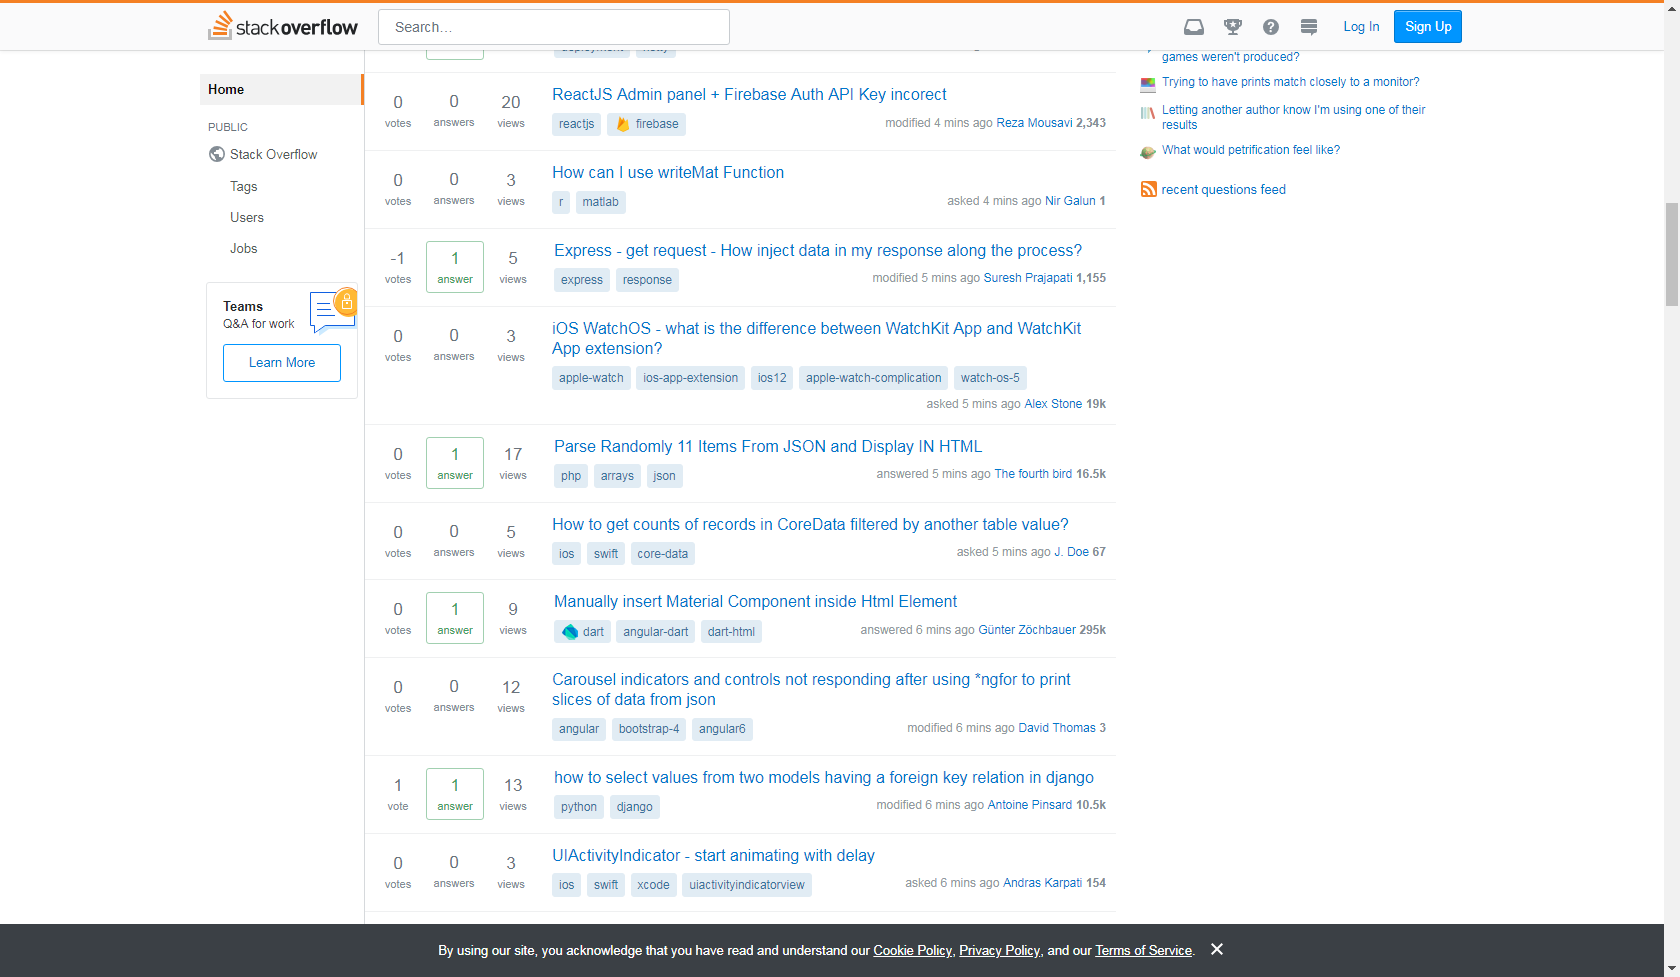 stackoverflow
Search...
Log In
Sign Up
Home
PUBLIC
Stack Overflow
Tags
Users
Jobs
Teams
Q&A for work
Learn More
0 votes 0 answers 20 views
ReactJS Admin panel + Firebase Auth API Key incorect
reactjs firebase
modified 4 mins ago Reza Mousavi 2,343
0 votes 0 answers 3 views
How can I use writeMat Function
r matlab
asked 4 mins ago Nir Galun 1
-1 votes 1 answer 5 views
Express - get request - How inject data in my response along the process?
express response
modified 5 mins ago Suresh Prajapati 1,155
0 votes 0 answers 3 views
iOS WatchOS - what is the difference between WatchKit App and WatchKit
App extension?
apple-watch ios-app-extension ios12 apple-watch-complication watch-os-5
asked 5 mins ago Alex Stone 19k
0 votes 1 answer 17 views
Parse Randomly 11 Items From JSON and Display IN HTML
php arrays json
answered 5 mins ago The fourth bird 16.5k
0 votes 0 answers 5 views
How to get counts of records in CoreData filtered by another table value?
ios swift core-data
asked 5 mins ago J. Doe 67
0 votes 1 answer 9 views
Manually insert Material Component inside Html Element
dart angular-dart dart-html
answered 6 mins ago Günter Zöchbauer 295k
0 votes 0 answers 12 views
Carousel indicators and controls not responding after using *ngfor to print
slices of data from json
angular bootstrap-4 angular6
modified 6 mins ago David Thomas 3
1 vote 1 answer 13 views
how to select values from two models having a foreign key relation in django
python django
modified 6 mins ago Antoine Pinsard 10.5k
0 votes 0 answers 3 views
UIActivityIndicator - start animating with delay
ios swift xcode uiactivityindicatorview
asked 6 mins ago Andras Karpati 154
games weren't produced?
Trying to have prints match closely to a monitor?
Letting another author know I'm using one of their
results
What would petrification feel like?
recent questions feed
By using our site, you acknowledge that you have read and understand our Cookie Policy, Privacy Policy, and our Terms of Service.